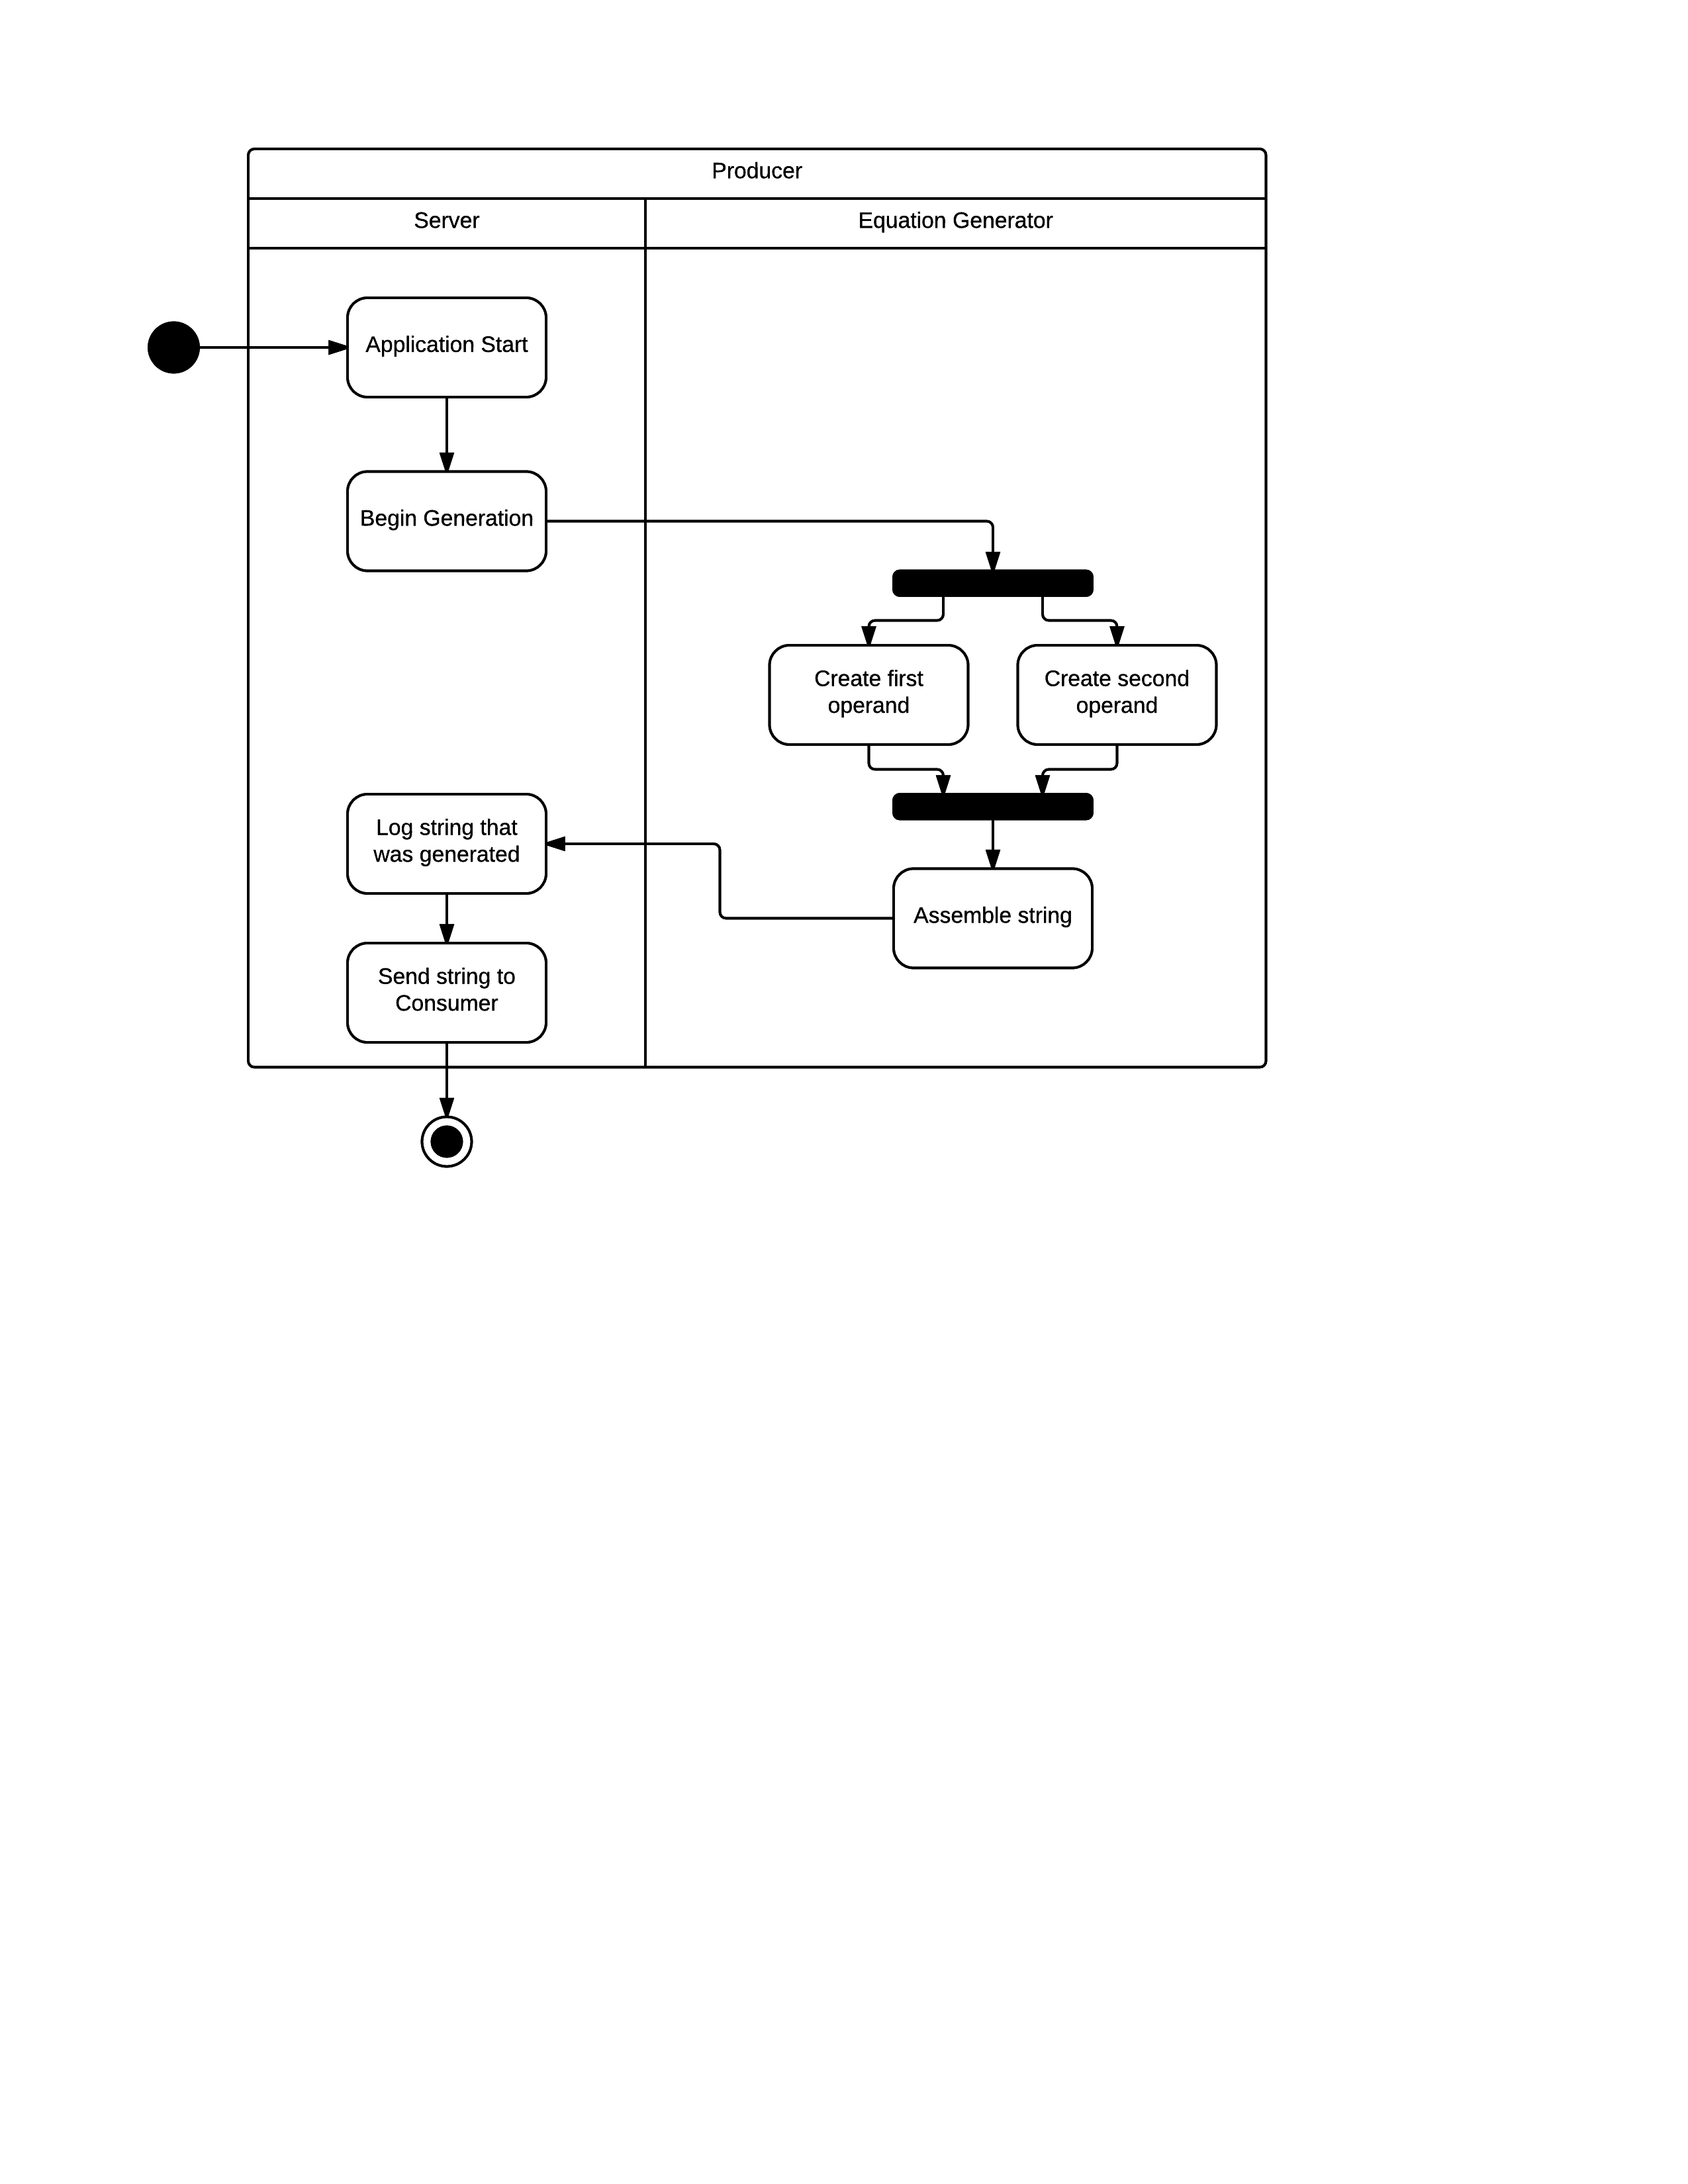 Producer
Server
Equation Generator
Application Start
Begin Generation
Create first
operand
Create second
operand
Log string that
was generated
Assemble string
Send string to
Consumer